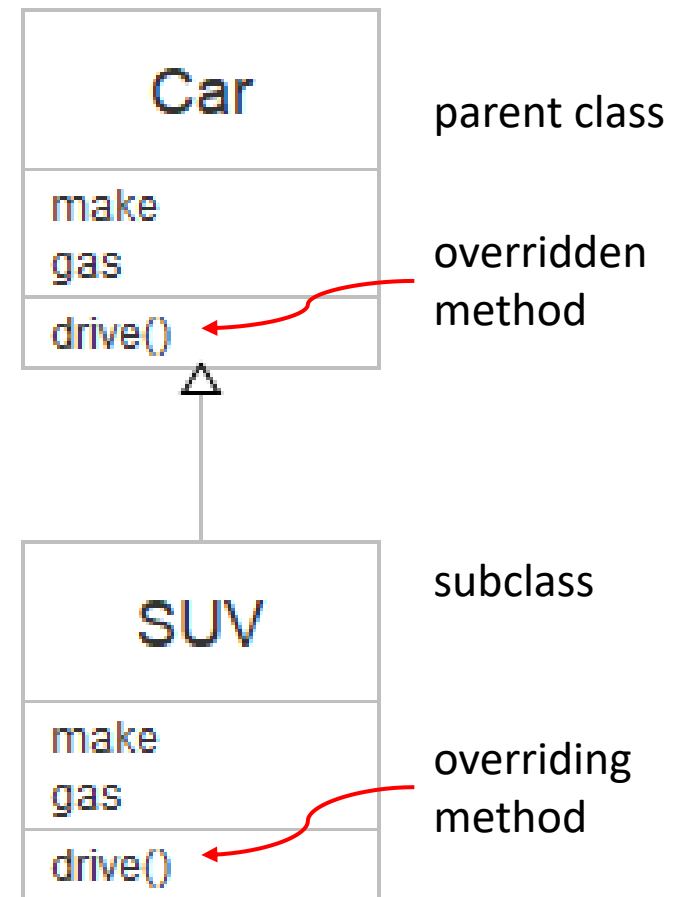 Car
parent class
make
gas
overridden
method
drive()
SUV
subclass
make
gas
overriding
method
drive()